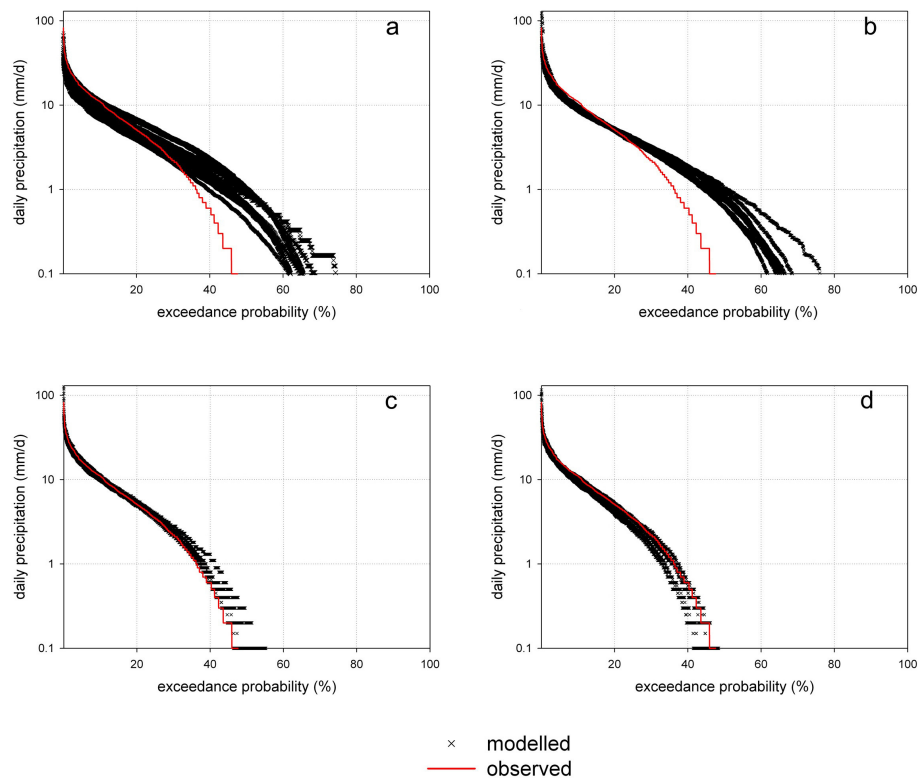 a
b
daily precipitation (mm/d)
100
10
1
0.1
20 40 60 80 100
exceedance probability (%)
daily precipitation (mm/d)
100
10
1
0.1
20 40 60 80 100
exceedance probability (%)
c
d
daily precipitation (mm/d)
100
10
1
0.1
20 40 60 80 100
exceedance probability (%)
daily precipitation (mm/d)
100
10
1
0.1
20 40 60 80 100
exceedance probability (%)
modelled
observed